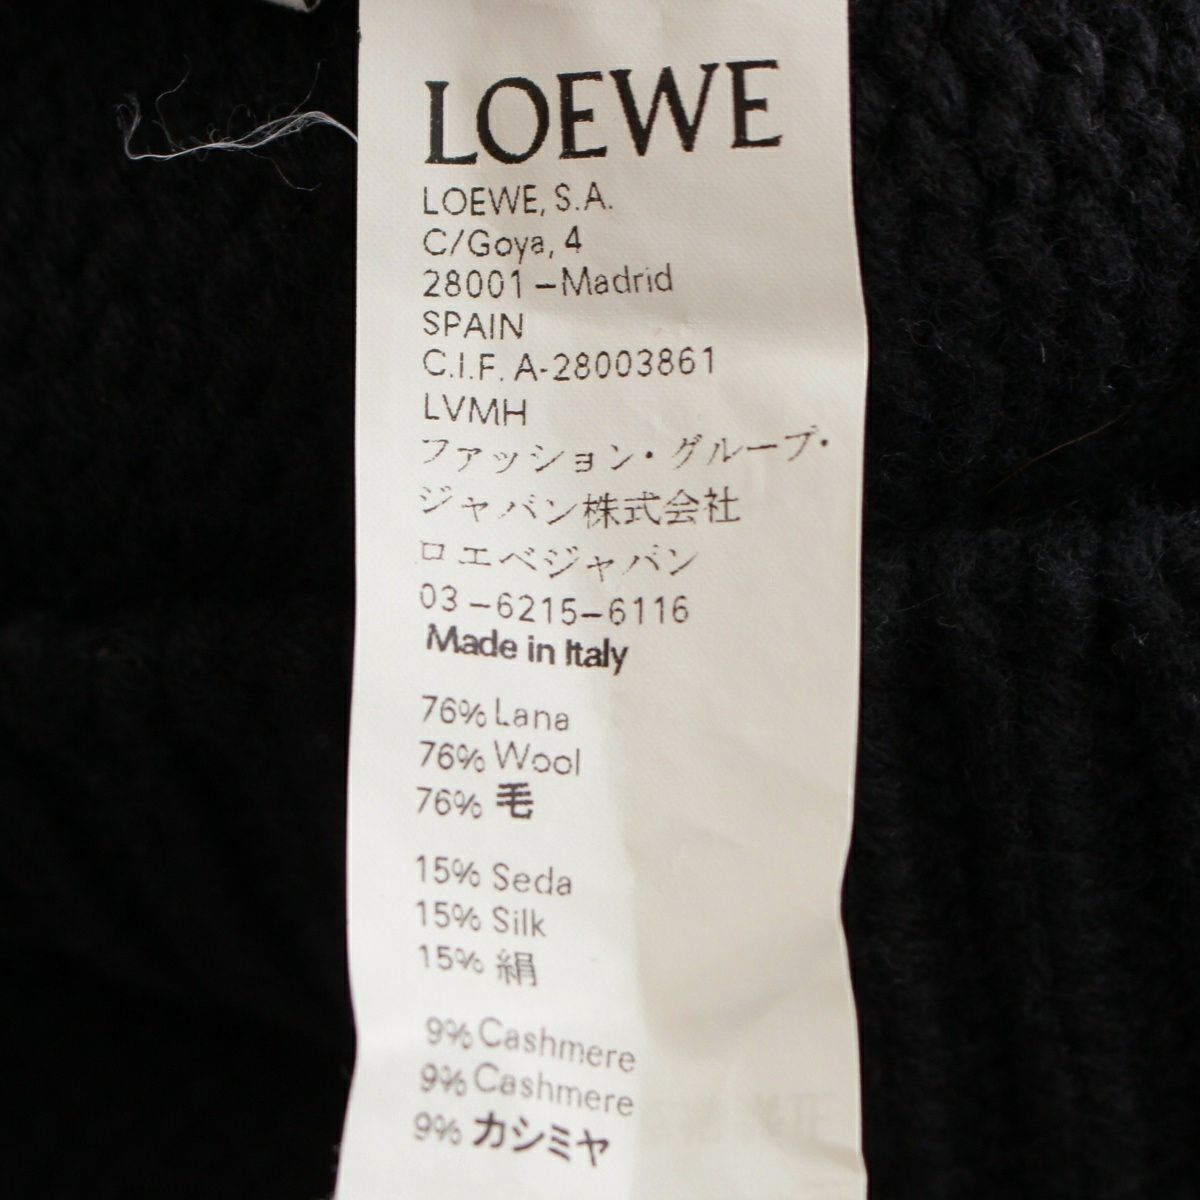 LOEWE
LOEWE, S.A.
C/Goya, 4
28001-Madrid
SPAIN
C.I.F. A-28003861
LVMH
ファッション・グループ・
ジャパン株式会社
ロエベジャパン
03-6215-6116
Made in Italy
76% Lana
76% Wool
76% 毛
15% Seda
15% Silk
15% 絹
9% Cashmere
9% Cashmere
9% カシミヤ